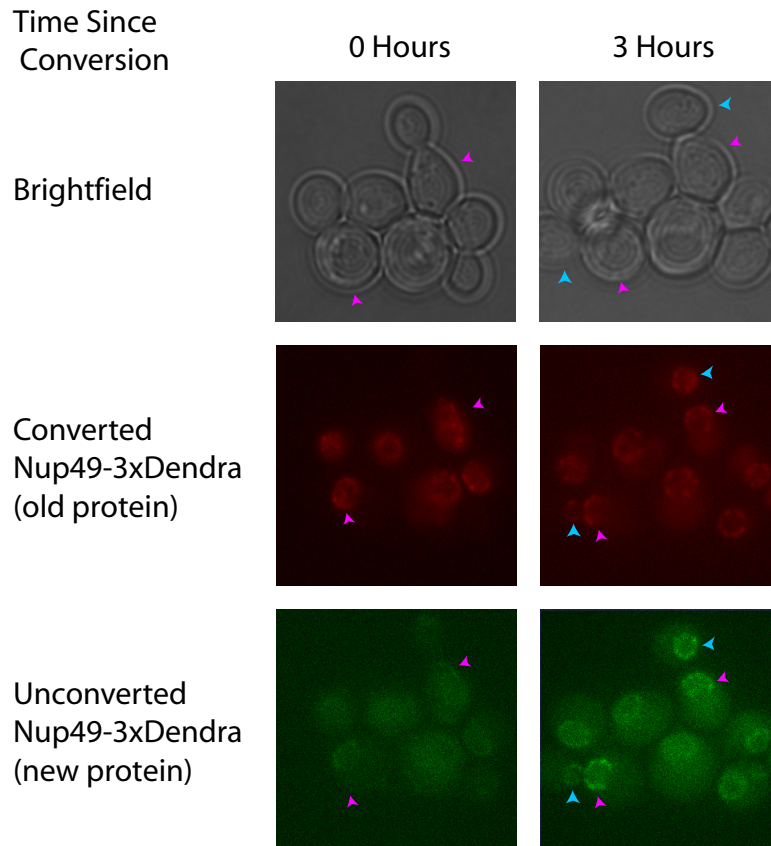 Time Since
Conversion
0 Hours
3 Hours
Brightfield
Converted
Nup49-3xDendra
(old protein)
Unconverted
Nup49-3xDendra
(new protein)